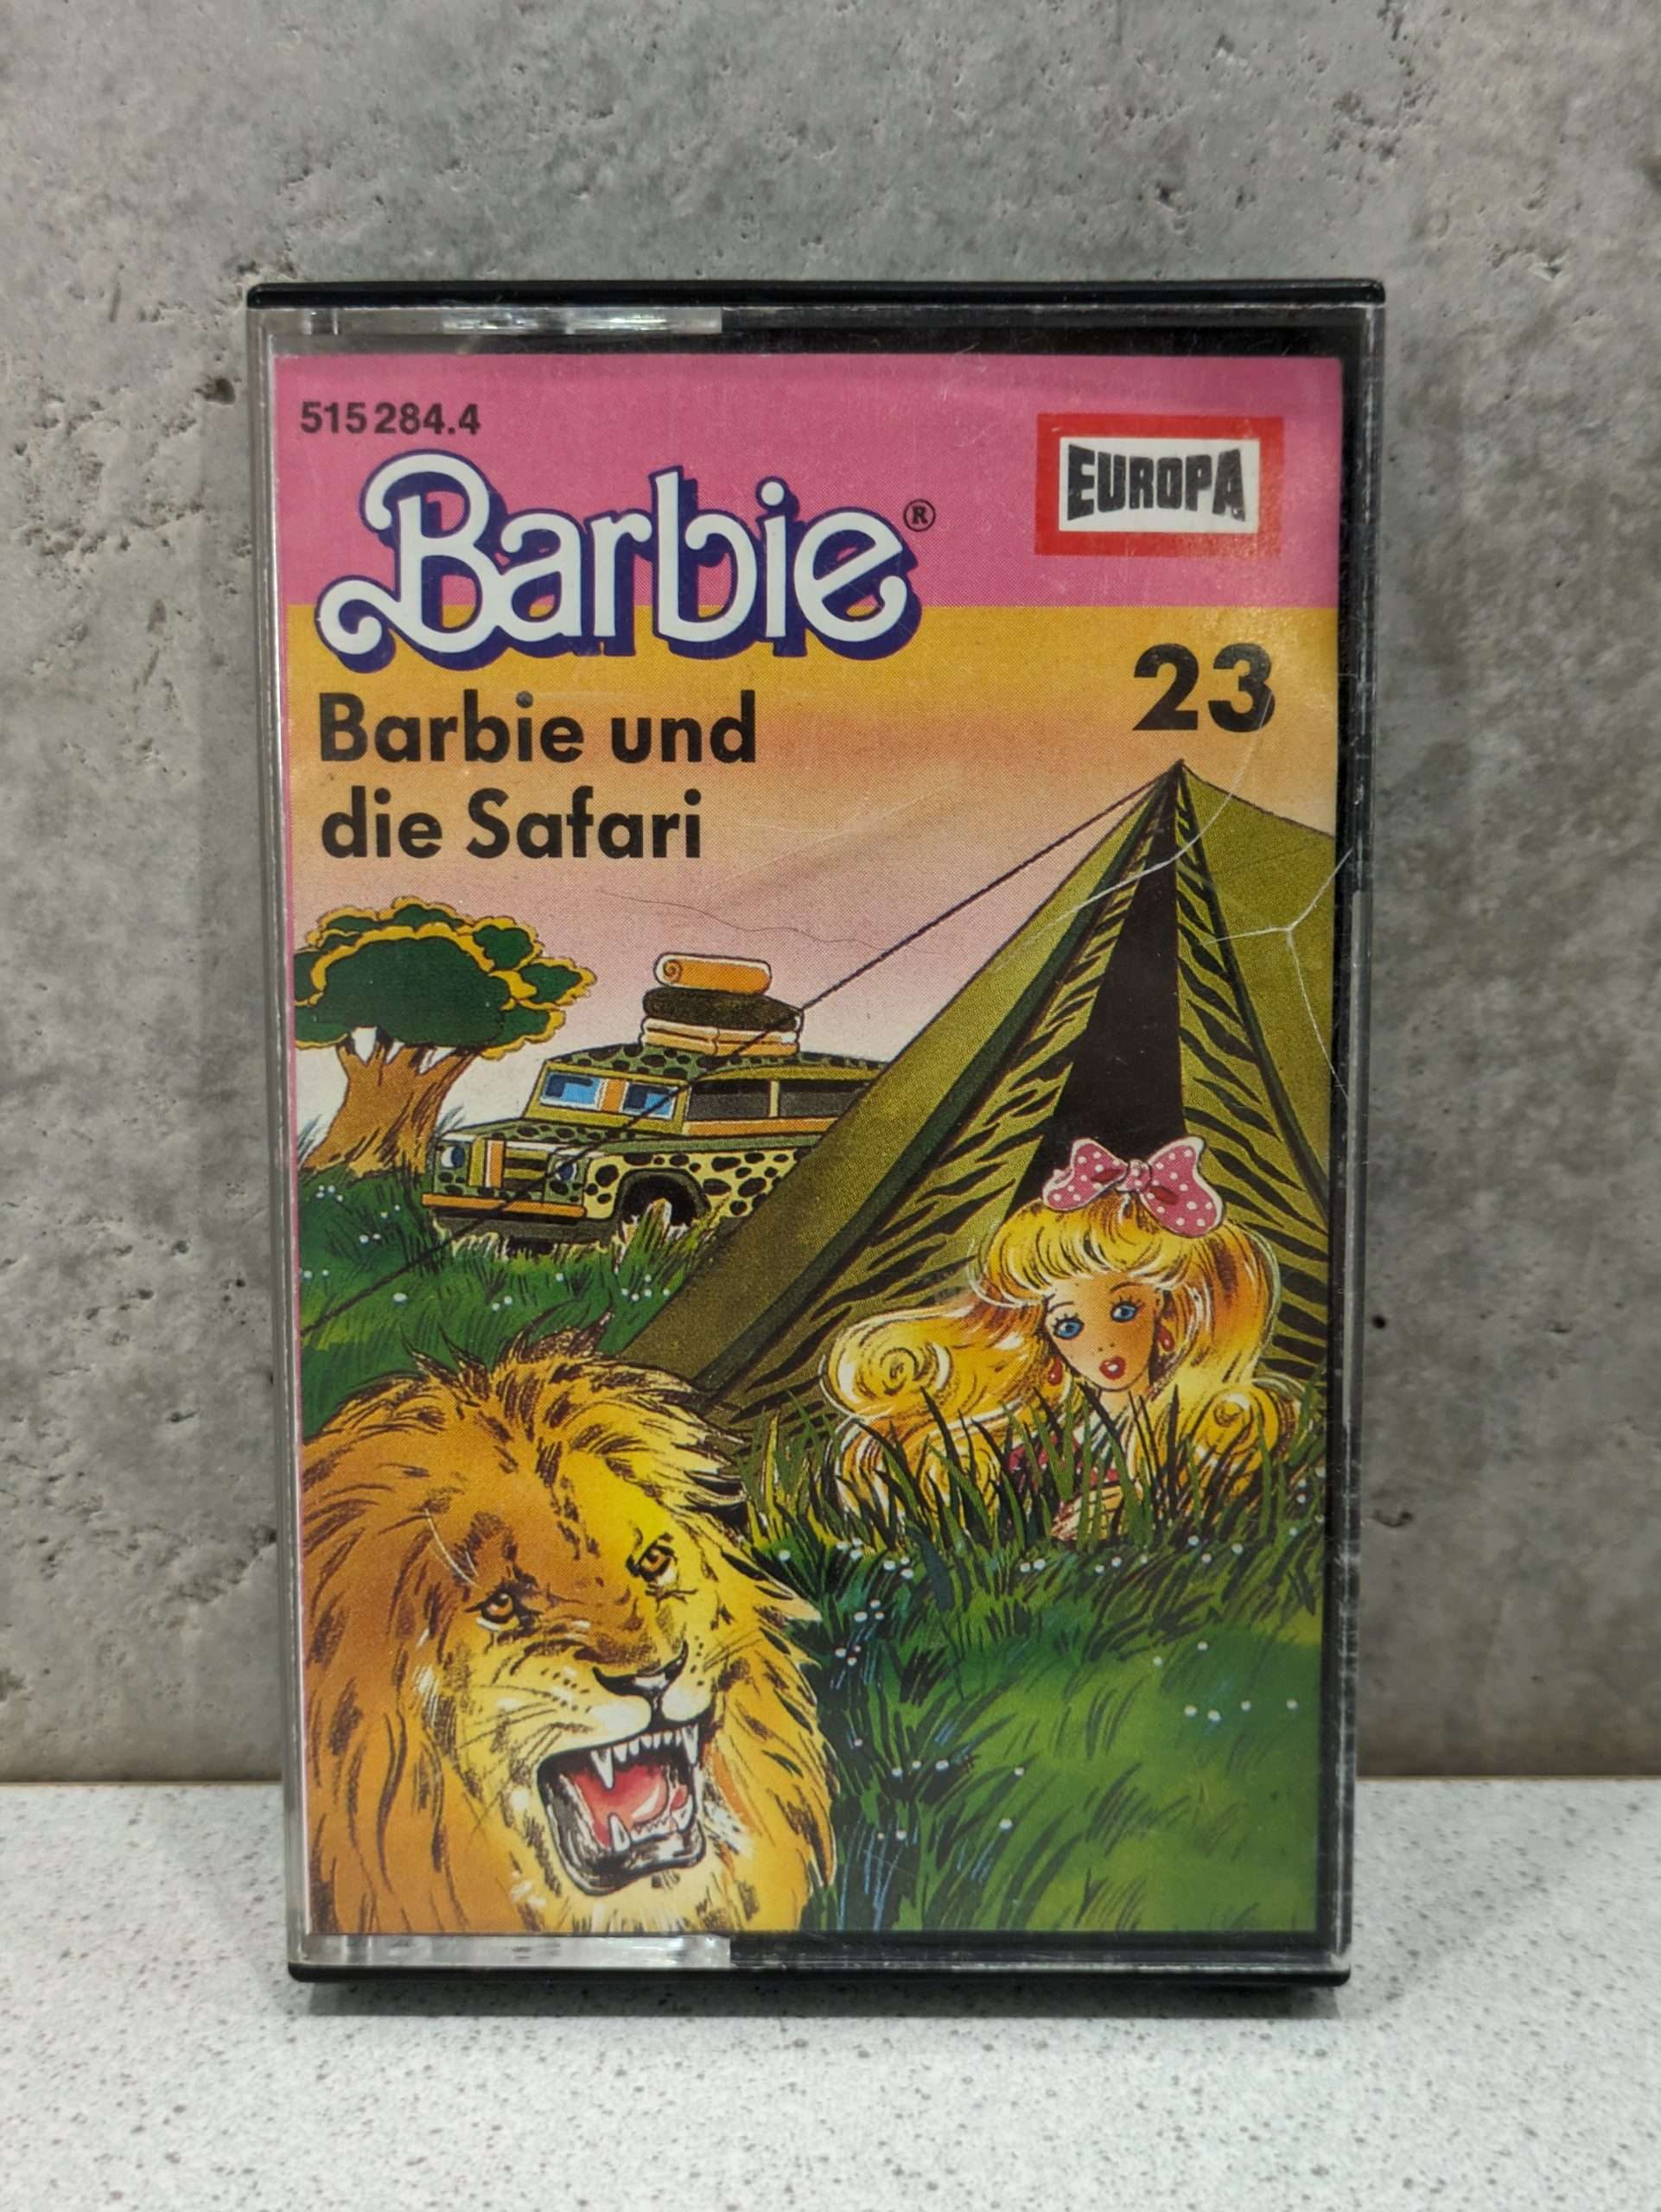 515 284.4
Barbie®
EUROPA
23
Barbie und
die Safari